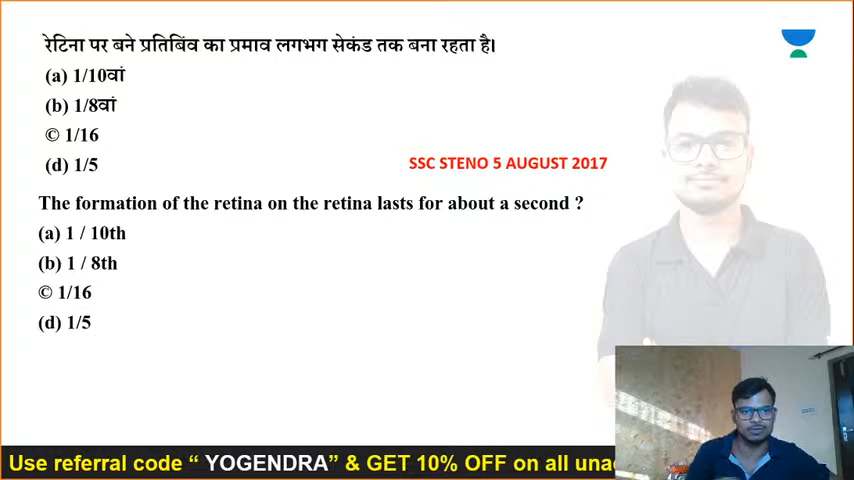 रेटिना पर बने प्रतिबिंव का प्रमाव लगभग सेकंड तक बना रहता है।
(a) 1/10वां
(b) 1/8वां
© 1/16
(d) 1/5
SSC STENO 5 AUGUST 2017
The formation of the retina on the retina lasts for about a second ?
(a) 1 / 10th
(b) 1 / 8th
© 1/16
(d) 1/5
Use referral code “ YOGENDRA” & GET 10% OFF on all